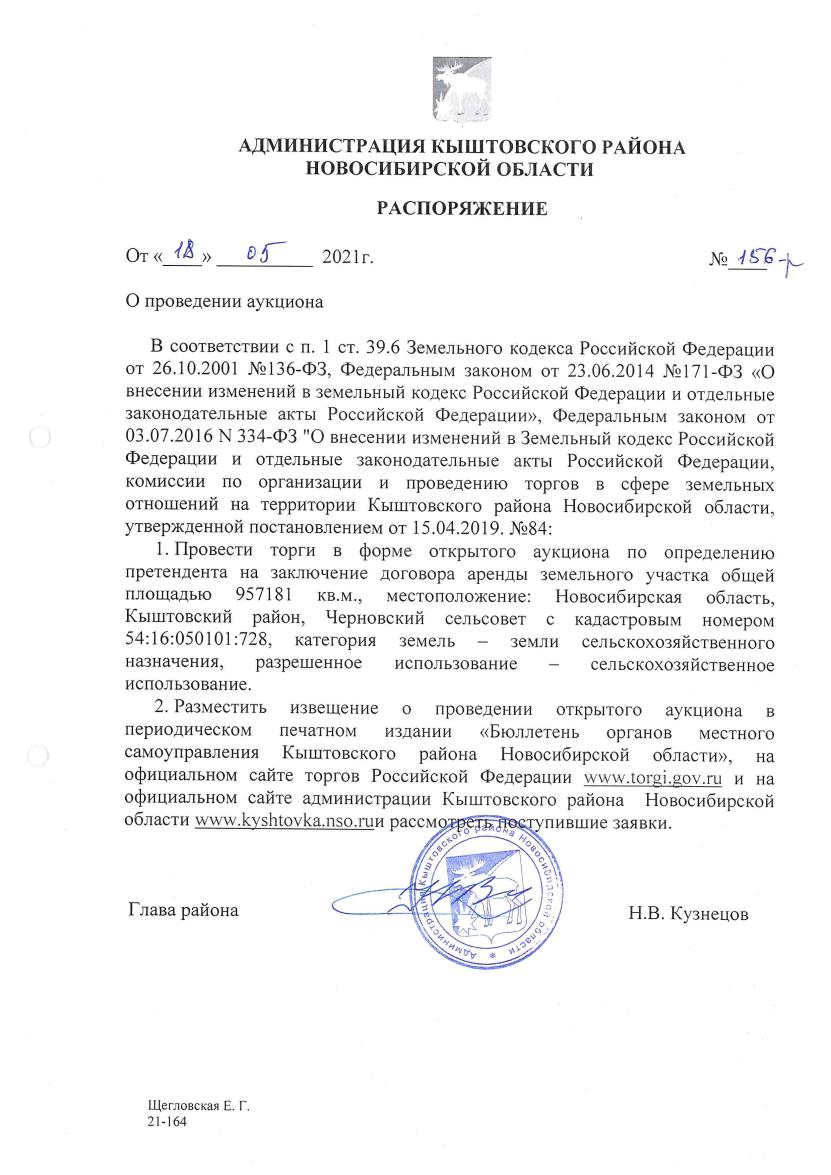 АДМИНИСТРАЦИЯ КЫШТОВСКОГО РАЙОНА
НОВОСИБИРСКОЙ ОБЛАСТИ
РАСПОРЯЖЕНИЕ
От «18» 05 2021г. № 156-р
О проведении аукциона
В соответствии с п. 1 ст. 39.6 Земельного кодекса Российской Федерации
от 26.10.2001 №136-ФЗ, Федеральным законом от 23.06.2014 №171-ФЗ «О
внесении изменений в земельный кодекс Российской Федерации и отдельные
законодательные акты Российской Федерации», Федеральным законом от
03.07.2016 N 334-ФЗ "О внесении изменений в Земельный кодекс Российской
Федерации и отдельные законодательные акты Российской Федерации,
комиссии по организации и проведению торгов в сфере земельных
отношений на территории Кыштовского района Новосибирской области,
утвержденной постановлением от 15.04.2019. №84:
1. Провести торги в форме открытого аукциона по определению
претендента на заключение договора аренды земельного участка общей
площадью 957181 кв.м., местоположение: Новосибирская область,
Кыштовский район, Черновский сельсовет с кадастровым номером
54:16:050101:728, категория земель – земли сельскохозяйственного
назначения, разрешенное использование – сельскохозяйственное
использование.
2. Разместить извещение о проведении открытого аукциона в
периодическом печатном издании «Бюллетень органов местного
самоуправления Кыштовского района Новосибирской области», на
официальном сайте торгов Российской Федерации www.torgi.gov.ru и на
официальном сайте администрации Кыштовского района Новосибирской
области www.kyshtovka.nso.ruи рассмотреть поступившие заявки.
Администрация Кыштовского района Новосибирской области *
Глава района Н.В. Кузнецов
Щегловская Е. Г.
21-164